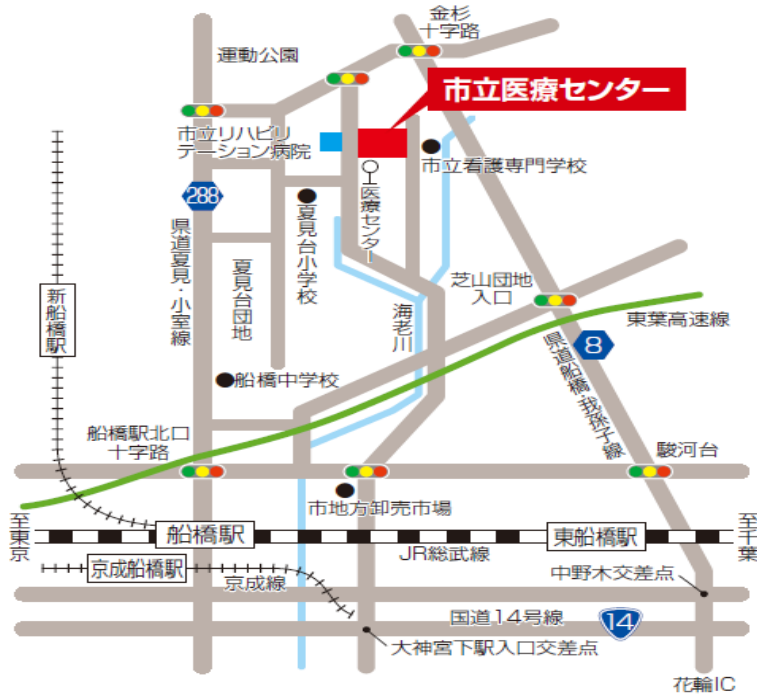 金杉
十字路
運動公園
市立医療センター
市立リハビリ
テーション病院
市立看護専門学校
288
県道夏見・小室線
医療センター
夏見台小学校
夏見台団地
海老川
芝山団地
入口
東葉高速線
8
県道船橋・我孫子線
新船橋駅
船橋中学校
船橋駅北口
十字路
駿河台
市地方卸売市場
至東京
船橋駅
東船橋駅
至千葉
JR総武線
京成船橋駅
京成線
中野木交差点
国道14号線
14
大神宮下駅入口交差点
花輪IC